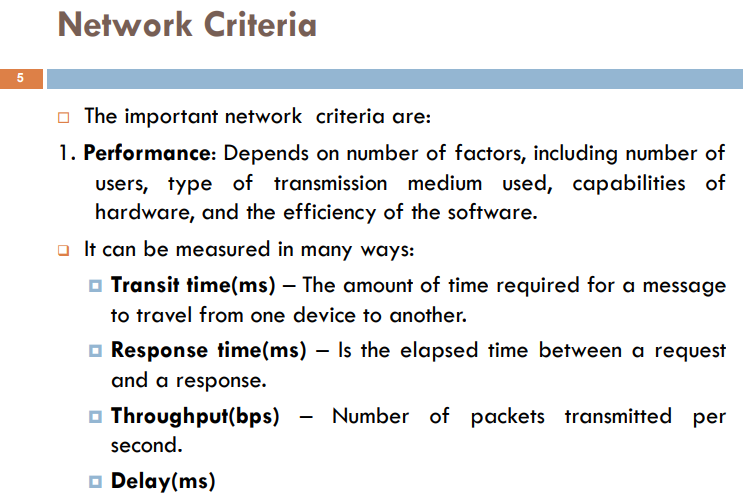 Network Criteria
5
The important network criteria are:
1. Performance: Depends on number of factors, including number of
users, type of transmission medium used, capabilities of
hardware, and the efficiency of the software.
It can be measured in many ways:
Transit time(ms) – The amount of time required for a message
to travel from one device to another.
Response time(ms) – Is the elapsed time between a request
and a response.
Throughput(bps) – Number of packets transmitted per
second.
Delay(ms)